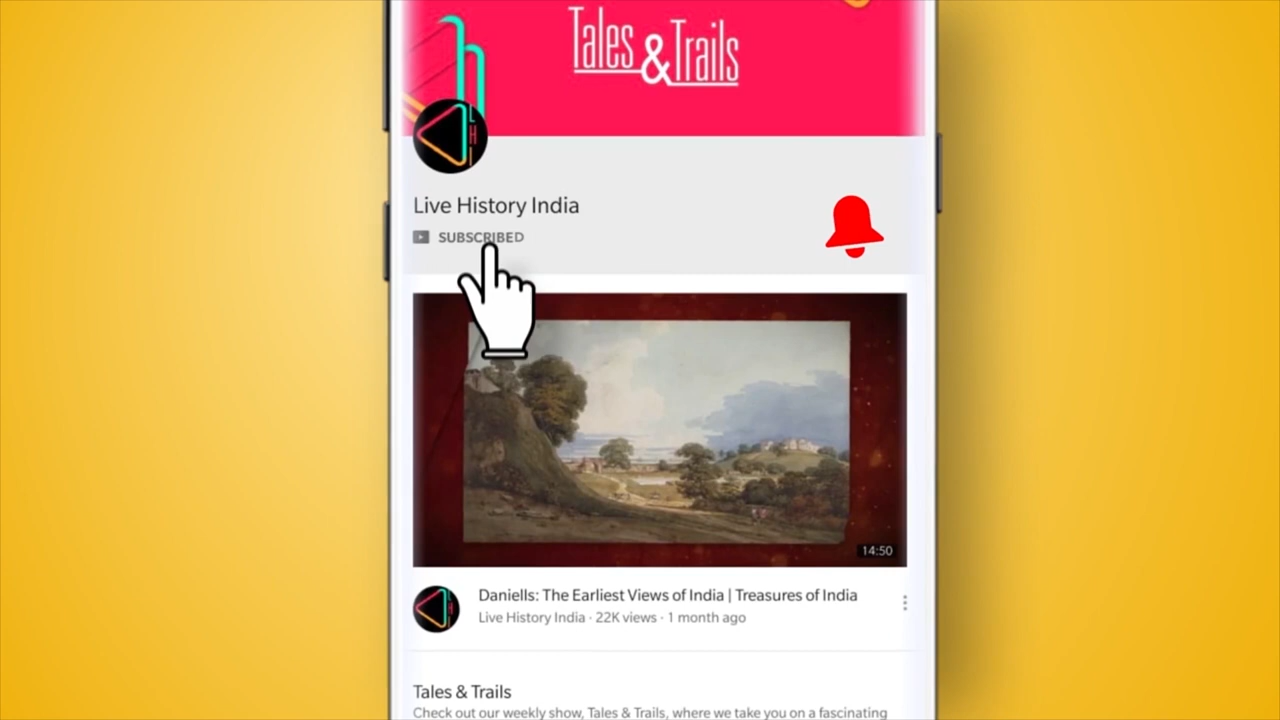 Tales & Trails
Live History India
SUBSCRIBED
14:50
Daniells: The Earliest Views of India | Treasures of India
Live History India · 22K views · 1 month ago
Tales & Trails
Check out our weekly show, Tales & Trails, where we take you on a fascinating